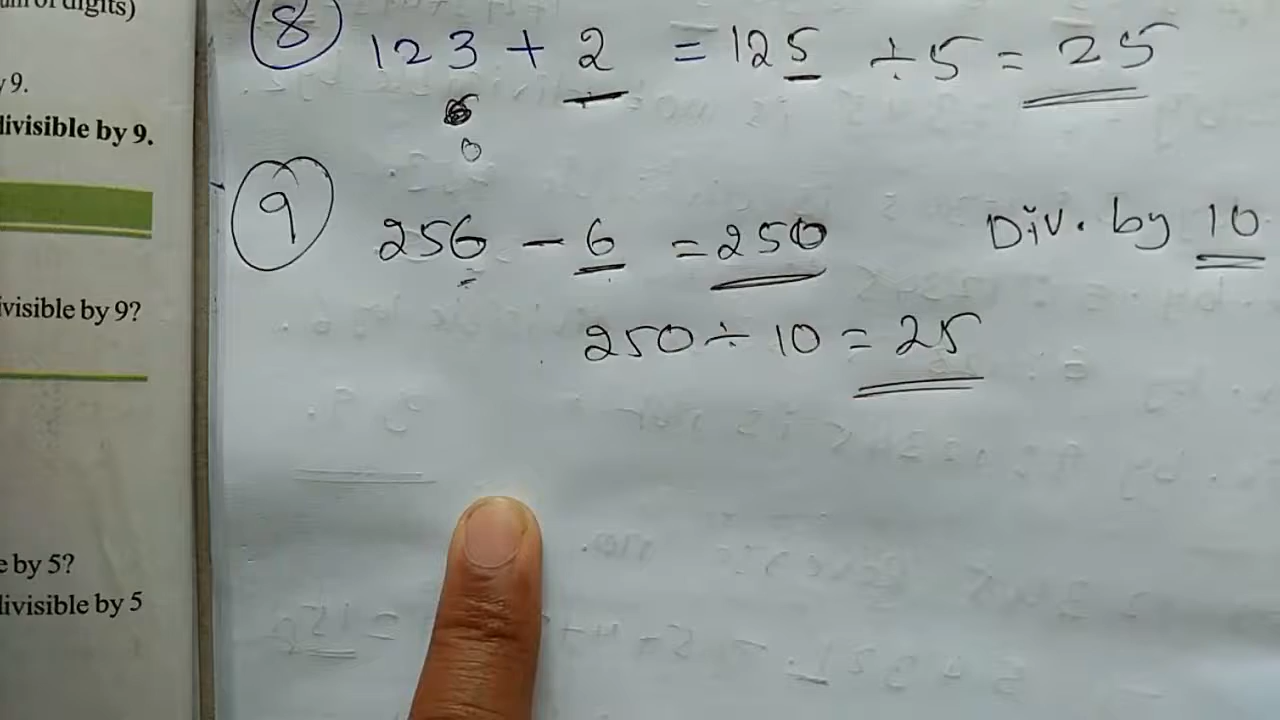 um of digits)
y 9.
divisible by 9.
ivisible by 9?
e by 5?
divisible by 5
8 123 + 2 = 125 ÷ 5 = 25
0
9 256 - 6 = 250 Div. by 10
250 ÷ 10 = 25